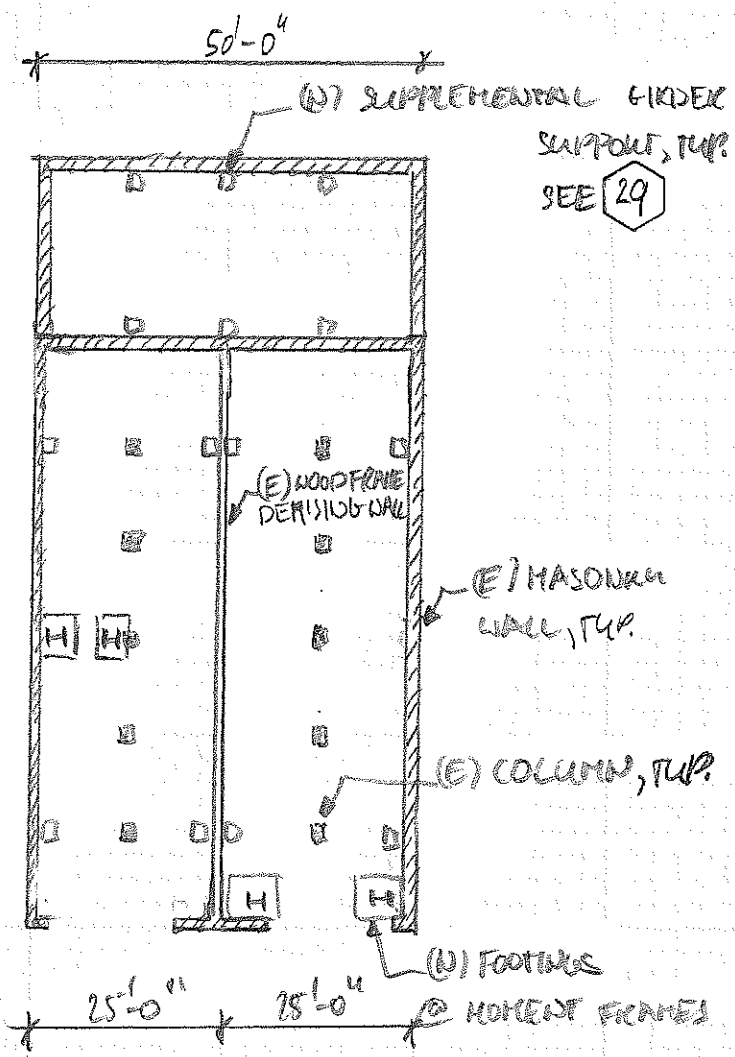 50'-0"
(N) SUPPLEMENTAL GIRDER
SUPPORT, TYP.
SEE 29
(E) WOOD FRAME
DEMISING WALL
(E) MASONRY
WALL, TYP.
H H
(E) COLUMN, TYP.
H H
(N) FOOTINGS
@ MOMENT FRAMES
25'-0" 25'-0"